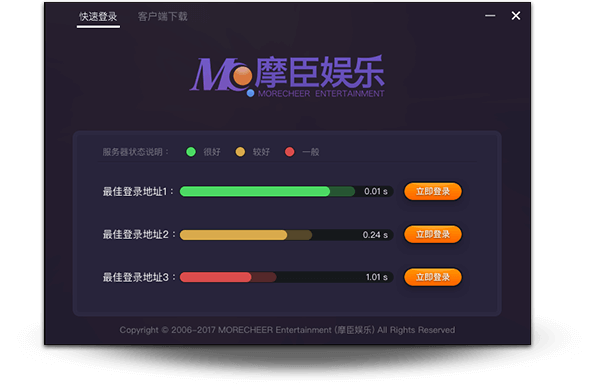 快速登录 客户端下载
Mo 摩臣娱乐
MORECHEER ENTERTAINMENT
服务器状态说明： 很好 较好 一般
最佳登录地址1： 0.01 s 立即登录
最佳登录地址2： 0.24 s 立即登录
最佳登录地址3： 1.01 s 立即登录
Copyright © 2006-2017 MORECHEER Entertainment (摩臣娱乐) All Rights Reserved